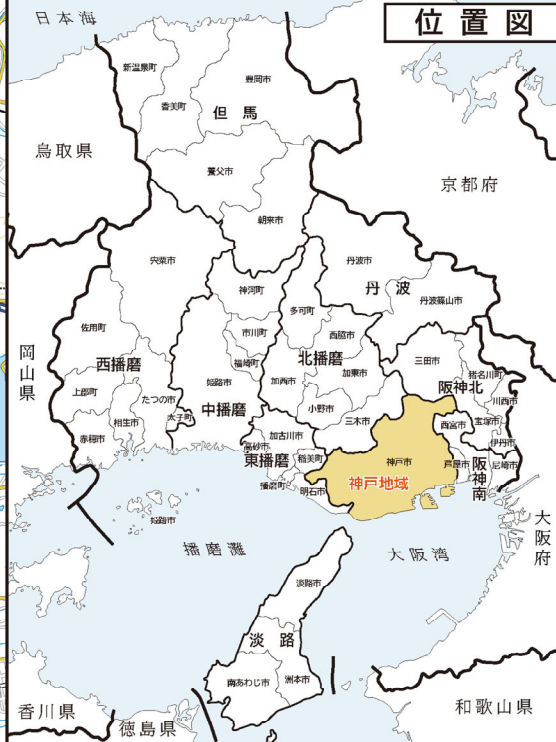 位置図
日本海
新温泉町
豊岡市
香美町
但馬
鳥取県
養父市
京都府
朝来市
宍粟市
丹波市
丹波
神河町
丹波篠山市
多可町
佐用町
市川町
西脇市
岡山県
西播磨
福崎町
北播磨
加東市
三田市
猪名川町
上郡町
姫路市
加西市
阪神北
川西市
たつの市
中播磨
小野市
太子町
相生市
三木市
西宮市
宝塚市
赤穂市
加古川市
伊丹市
高砂市
東播磨
稲美町
神戸市
芦屋市
阪神南
尼崎市
播磨町
明石市
神戸地域
姫路市
大阪府
播磨灘
大阪湾
淡路市
淡路
南あわじ市
洲本市
香川県
徳島県
和歌山県